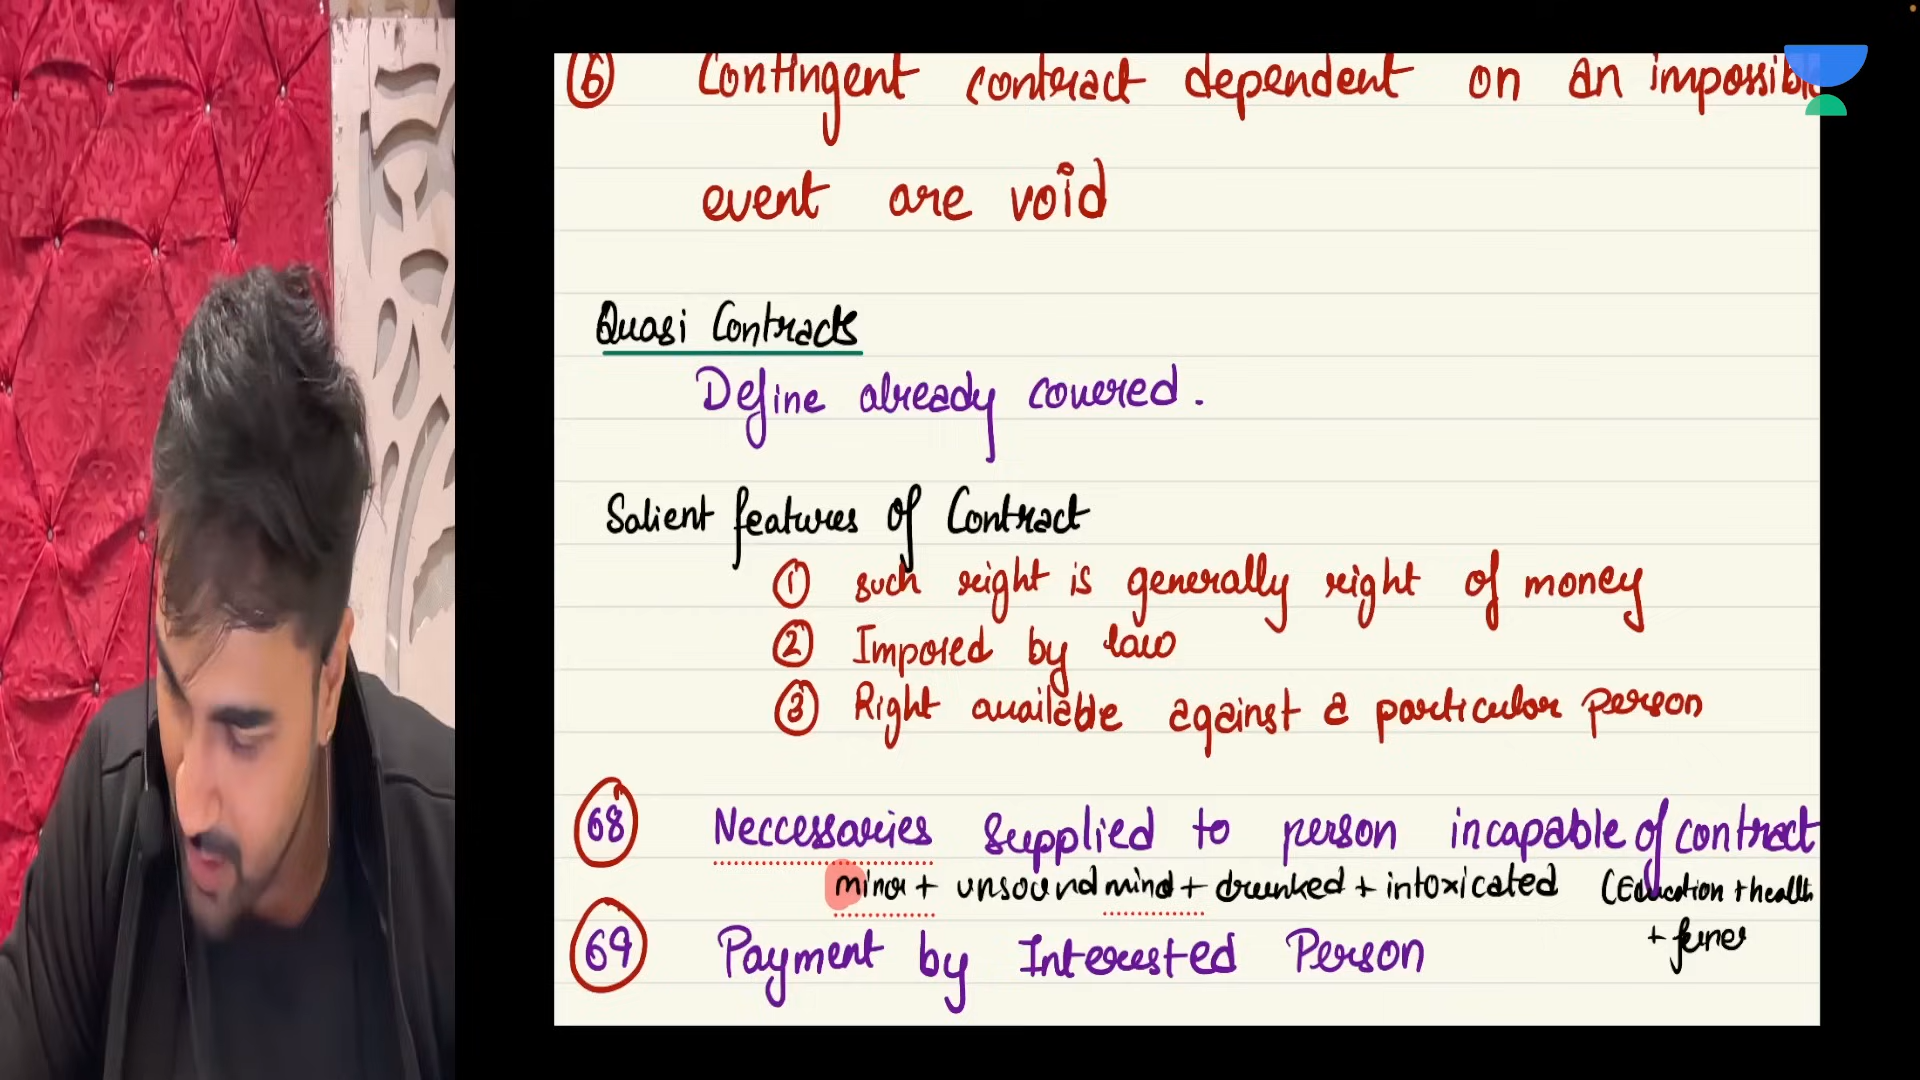 ⑥ Contingent contract dependent on an impossibl
event are void
Quasi Contracts
Define already covered.
Salient features of Contract
① such right is generally right of money
② Imposed by law
③ Right available against a particular person
68 Neccessaries supplied to person incapable of contract
minor + unsound mind + drunked + intoxicated (Education + health
+ funer
69 Payment by Interested Person